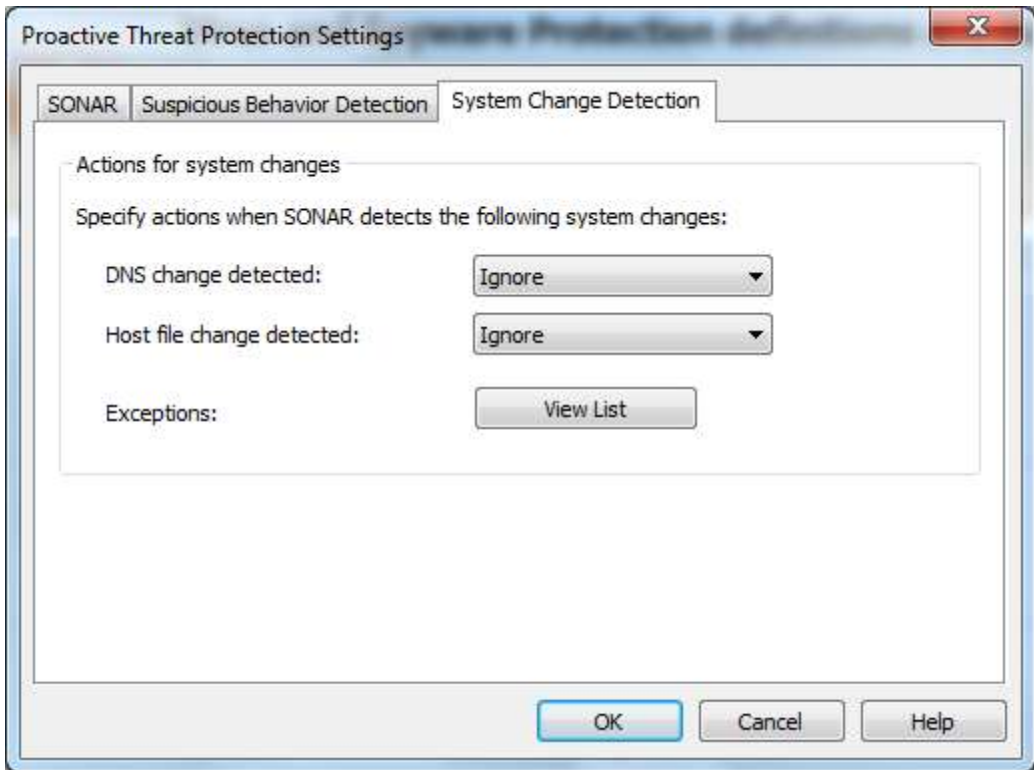 Proactive Threat Protection Settings
SONAR
Suspicious Behavior Detection
System Change Detection
Actions for system changes
Specify actions when SONAR detects the following system changes:
DNS change detected: Ignore
Host file change detected: Ignore
Exceptions: View List
OK Cancel Help